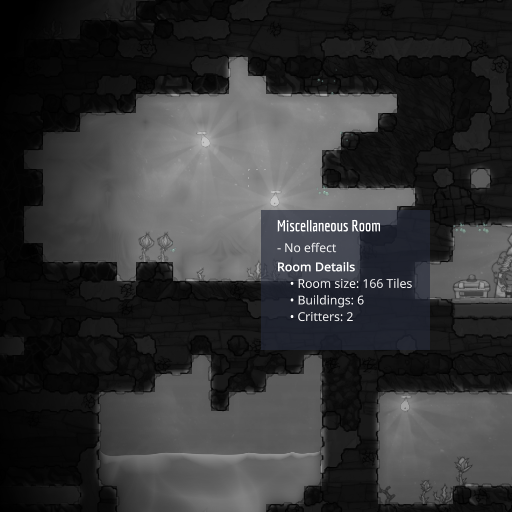 Miscellaneous Room
- No effect
Room Details
• Room size: 166 Tiles
• Buildings: 6
• Critters: 2